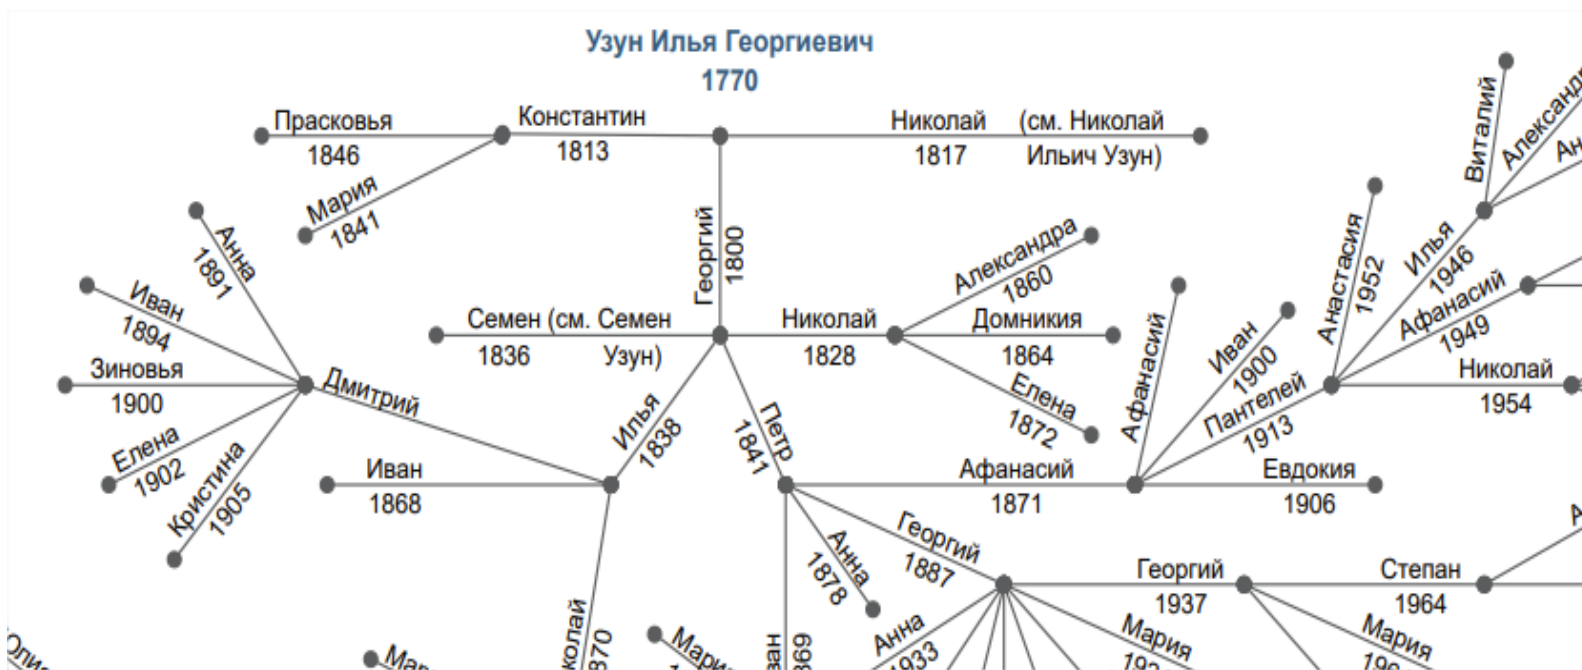 Узун Илья Георгиевич
1770
Прасковья
1846
Константин
1813
Николай (см. Николай
1817 Ильич Узун)
Мария
1841
Георгий
1800
Анна
1891
Иван
1894
Зиновья
1900
Елена
1902
Кристина
1905
Дмитрий
Семен (см. Семен
1836 Узун)
Николай
1828
Александра
1860
Домникия
1864
Елена
1872
Илья
1838
Петр
1841
Иван
1868
Афанасий
1871
Афанасий
Иван
1900
Пантелей
1913
Евдокия
1906
Анастасия
1952
Илья
1946
Виталий
Афанасий
1949
Николай
1954
Анна
1878
Георгий
1887
Георгий
1937
Степан
1964
Анна
1933
Мария
Мария